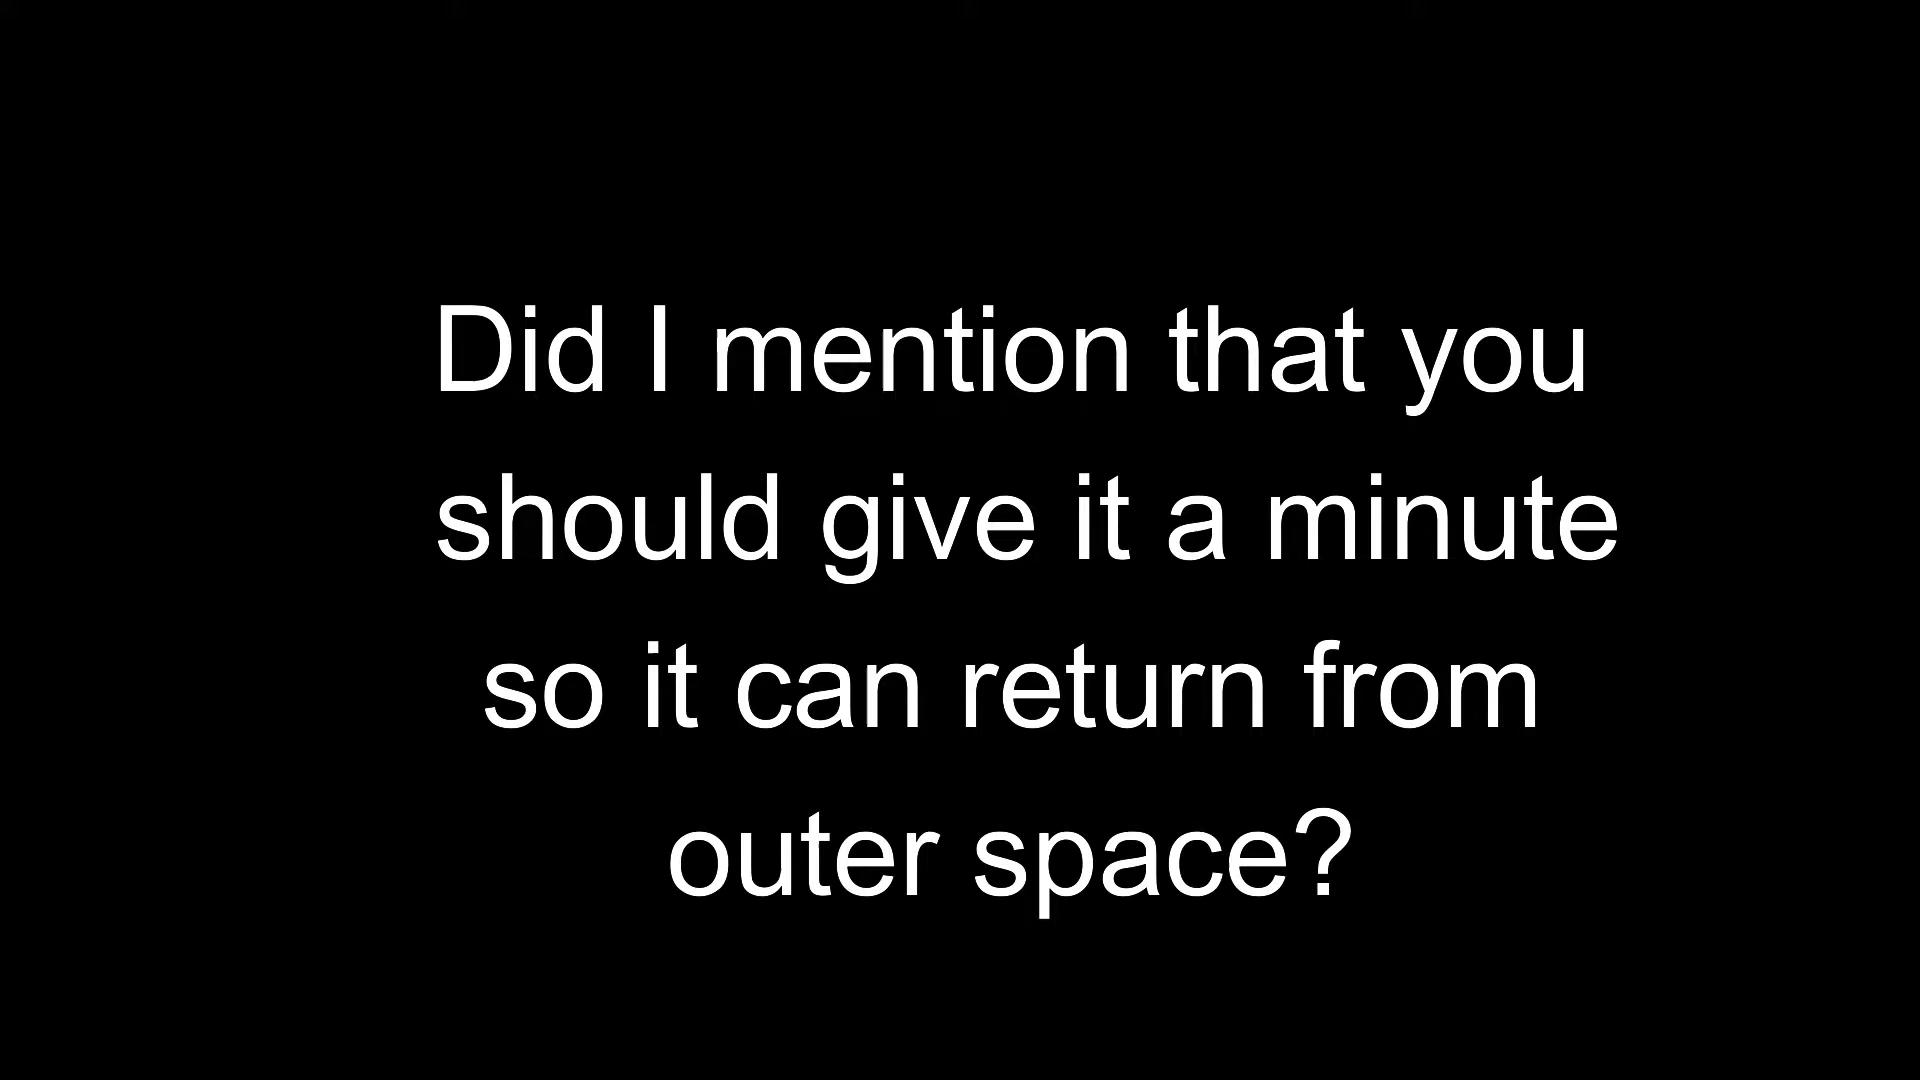 Did I mention that you
should give it a minute
so it can return from
outer space?